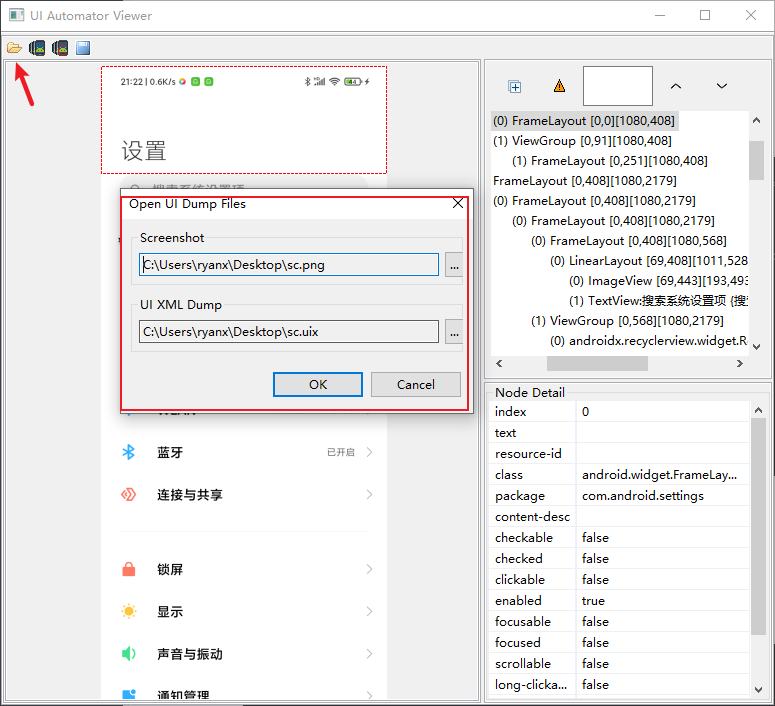 UI Automator Viewer
21:22 | 0.6K/s
设置
Open UI Dump Files
Screenshot
C:\Users\ryanx\Desktop\sc.png
...
UI XML Dump
C:\Users\ryanx\Desktop\sc.uix
...
OK
Cancel
蓝牙
已开启
连接与共享
锁屏
显示
声音与振动
通知管理
(0) FrameLayout [0,0][1080,408]
(1) ViewGroup [0,91][1080,408]
(1) FrameLayout [0,251][1080,408]
FrameLayout [0,408][1080,2179]
(0) FrameLayout [0,408][1080,2179]
(0) FrameLayout [0,408][1080,2179]
(0) FrameLayout [0,408][1080,568]
(0) LinearLayout [69,408][1011,528
(0) ImageView [69,443][193,493
(1) TextView:搜索系统设置项 {搜
(1) ViewGroup [0,568][1080,2179]
(0) androidx.recyclerview.widget.R
Node Detail
index 0
text
resource-id
class android.widget.FrameLay...
package com.android.settings
content-desc
checkable false
checked false
clickable false
enabled true
focusable false
focused false
scrollable false
long-clicka... false